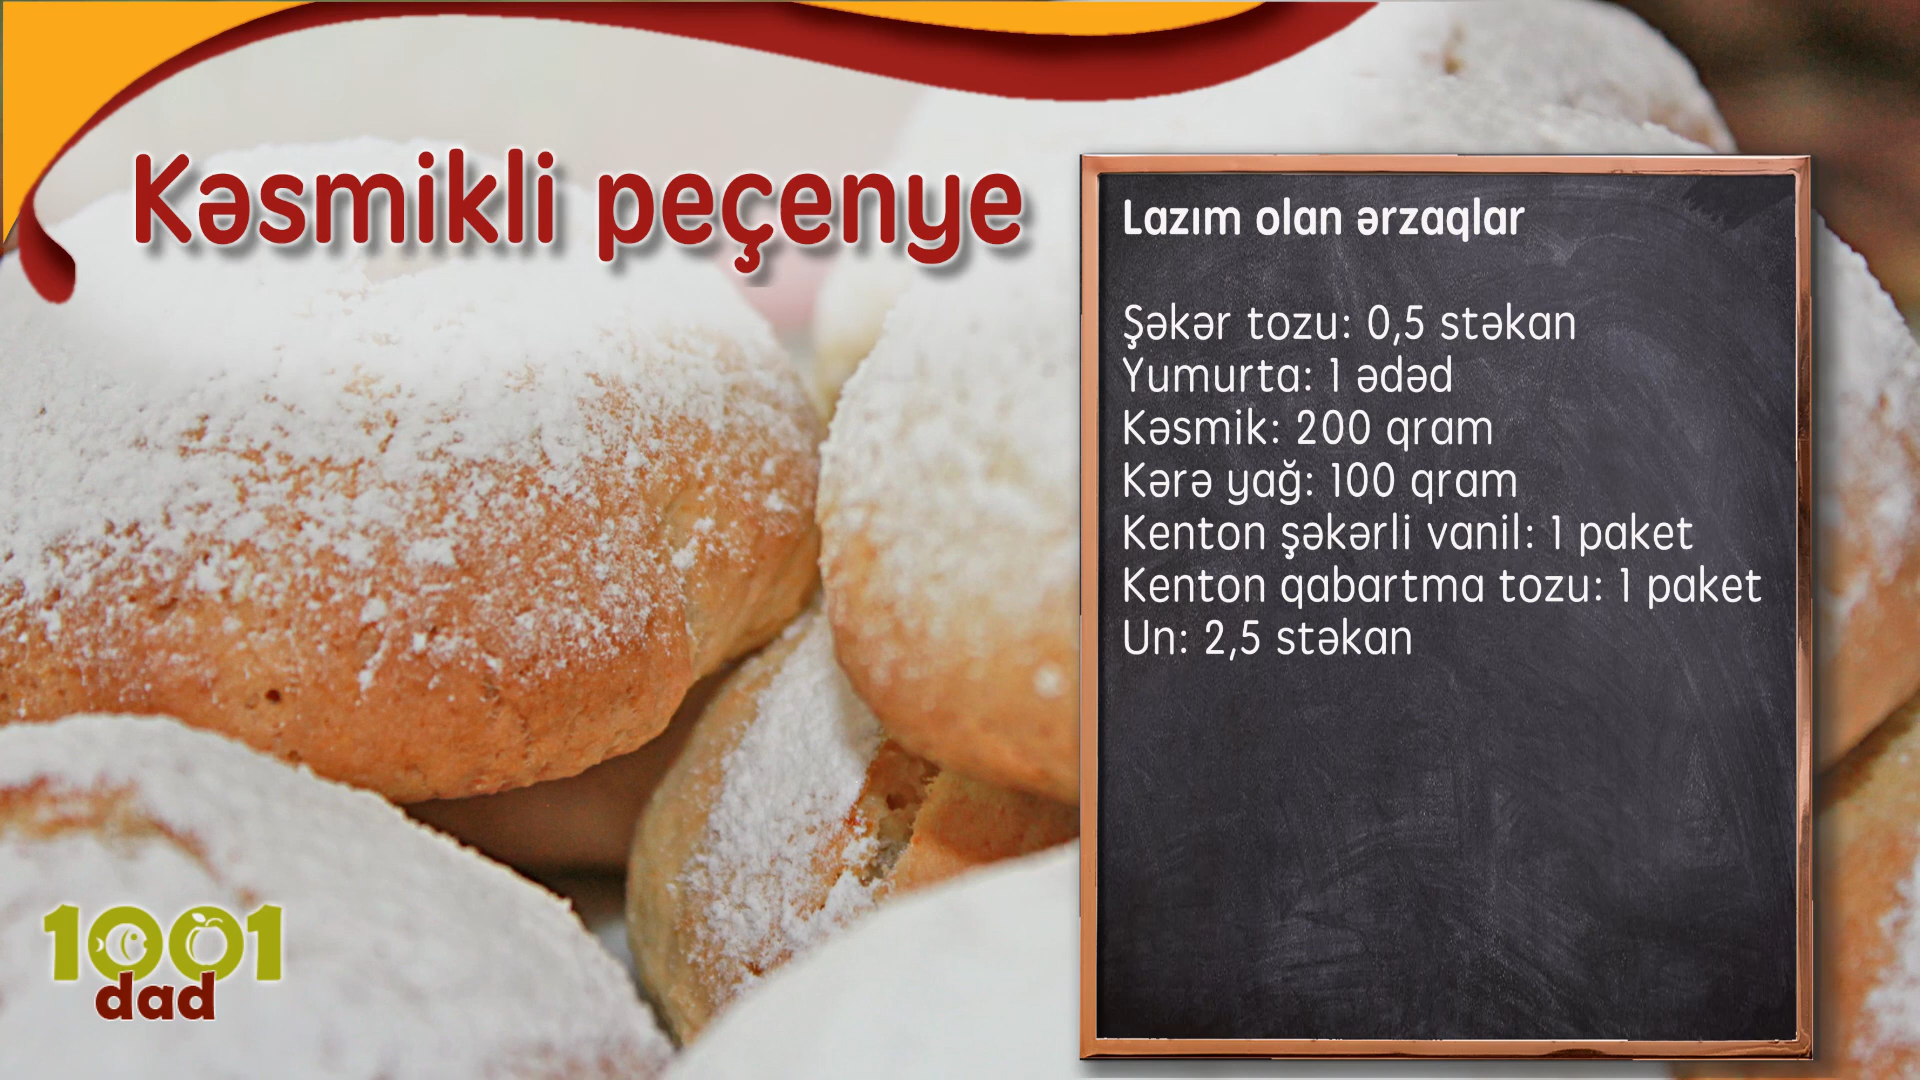 Kəsmikli peçenye
Lazım olan ərzaqlar
Şəkər tozu: 0,5 stəkan
Yumurta: 1 ədəd
Kəsmik: 200 qram
Kərə yağ: 100 qram
Kenton şəkərli vanil: 1 paket
Kenton qabartma tozu: 1 paket
Un: 2,5 stəkan
1001
dad